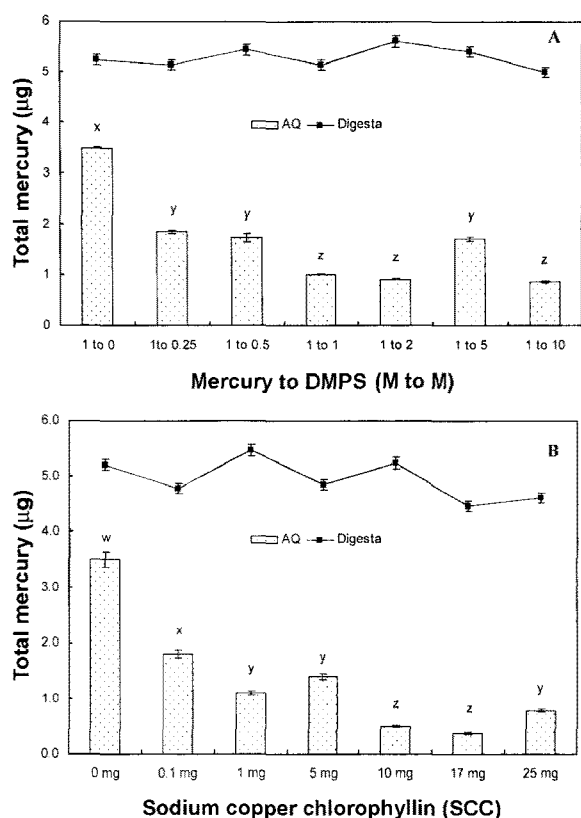 A
6
5
4
3
2
1
0
Total mercury (µg)
AQ Digesta
x
y
y
z
z
y
z
1 to 0 1to 0.25 1 to 0.5 1 to 1 1 to 2 1 to 5 1 to 10
Mercury to DMPS (M to M)
B
6.0
5.0
4.0
3.0
2.0
1.0
0.0
Total mercury (µg)
AQ Digesta
w
x
y
y
z
z
y
0 mg 0.1 mg 1 mg 5 mg 10 mg 17 mg 25 mg
Sodium copper chlorophyllin (SCC)